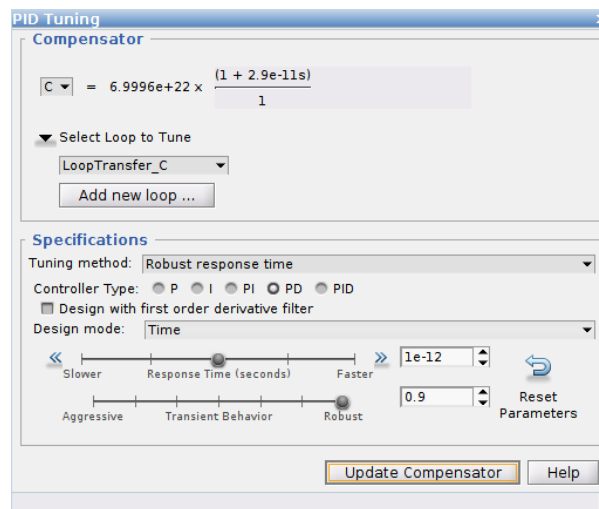 PID Tuning
Compensator
C = 6.9996e+22 x (1 + 2.9e-11s)
1
Select Loop to Tune
LoopTransfer_C
Add new loop ...
Specifications
Tuning method: Robust response time
Controller Type: P I PI PD PID
Design with first order derivative filter
Design mode: Time
1e-12
Slower Response Time (seconds) Faster
0.9
Reset
Aggressive Transient Behavior Robust Parameters
Update Compensator Help